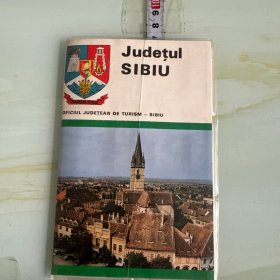 Județul
SIBIU
OFICIUL JUDEȚEAN DE TURISM – SIBIU